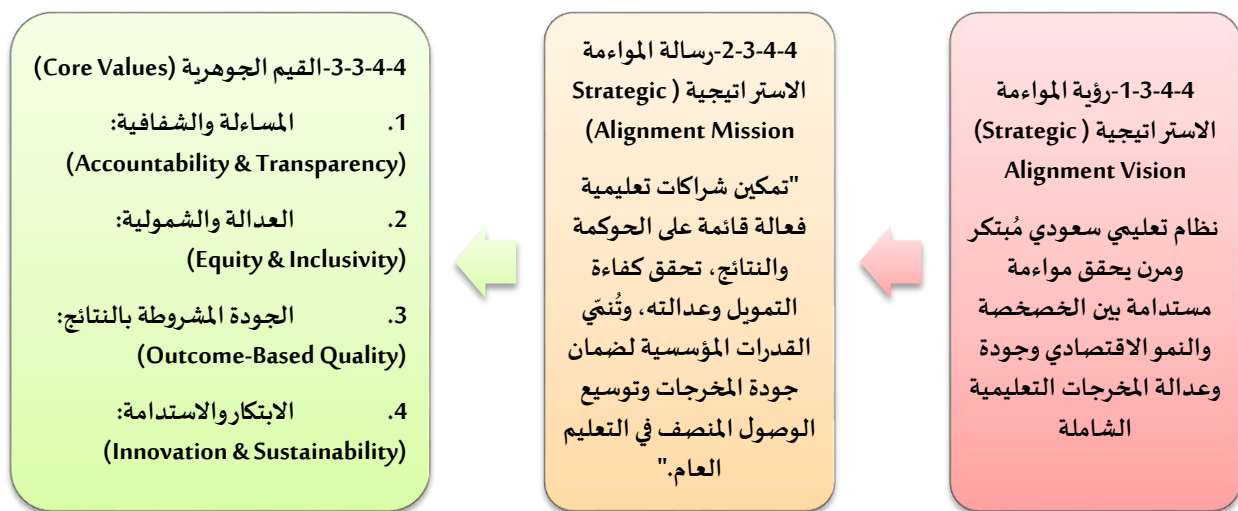 4-4-3-1-رؤية المواءمة
الاستراتيجية (Strategic
Alignment Vision)
نظام تعليمي سعودي مُبتكر
ومرن يحقق مواءمة
مستدامة بين الخصخصة
والنمو الاقتصادي وجودة
وعدالة المخرجات التعليمية
الشاملة
4-4-3-2-رسالة المواءمة
الاستراتيجية (Strategic
Alignment Mission)
"تمكين شراكات تعليمية
فعالة قائمة على الحوكمة
والنتائج، تحقق كفاءة
التمويل وعدالته، وتُنمّي
القدرات المؤسسية لضمان
جودة المخرجات وتوسيع
الوصول المنصف في التعليم
العام."
4-4-3-3-القيم الجوهرية (Core Values)
1. المساءلة والشفافية:
(Accountability & Transparency)
2. العدالة والشمولية:
(Equity & Inclusivity)
3. الجودة المشروطة بالنتائج:
(Outcome-Based Quality)
4. الابتكار والاستدامة:
(Innovation & Sustainability)